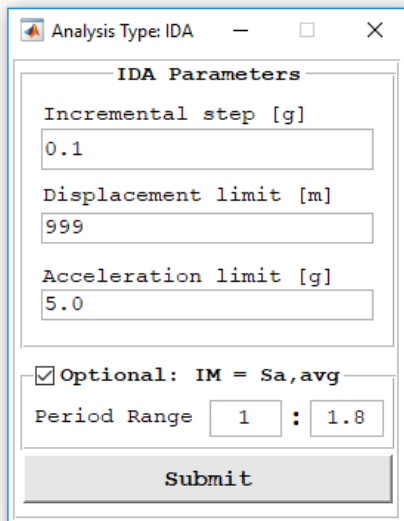 Analysis Type: IDA
IDA Parameters
Incremental step [g]
0.1
Displacement limit [m]
999
Acceleration limit [g]
5.0
Optional: IM = Sa,avg
Period Range 1 : 1.8
Submit